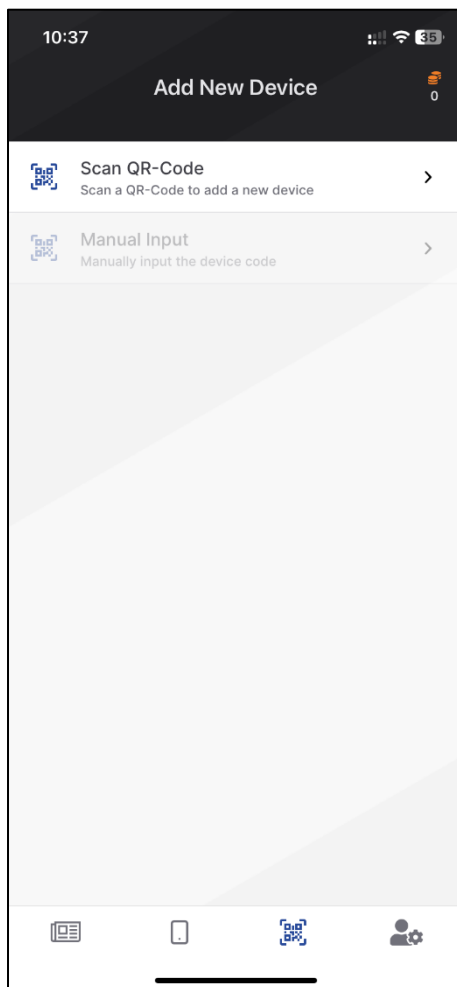 10:37
35
Add New Device
0
Scan QR-Code
Scan a QR-Code to add a new device
Manual Input
Manually input the device code